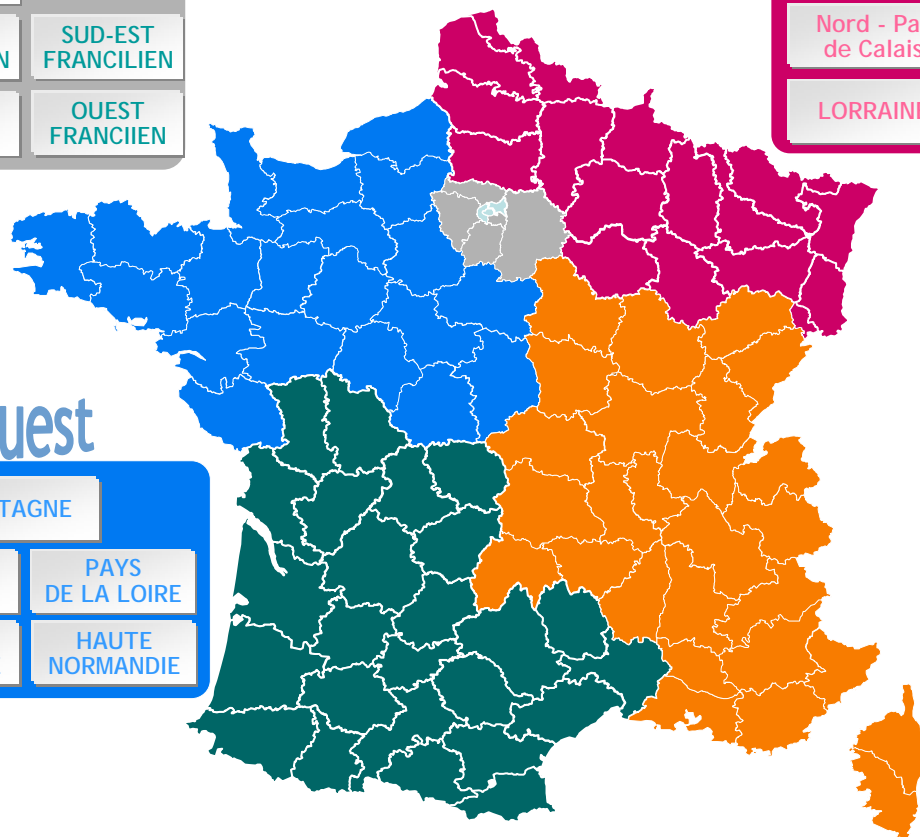 N
SUD-EST
FRANCILIEN
OUEST
FRANCIIEN
Nord - Pa
de Calais
LORRAINE
uest
TAGNE
PAYS
DE LA LOIRE
HAUTE
NORMANDIE